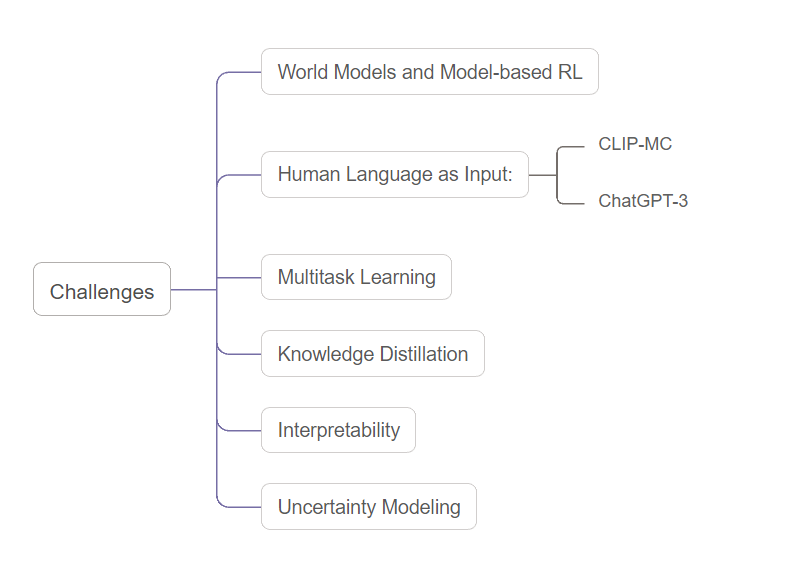 World Models and Model-based RL
Human Language as Input:
CLIP-MC
ChatGPT-3
Challenges
Multitask Learning
Knowledge Distillation
Interpretability
Uncertainty Modeling